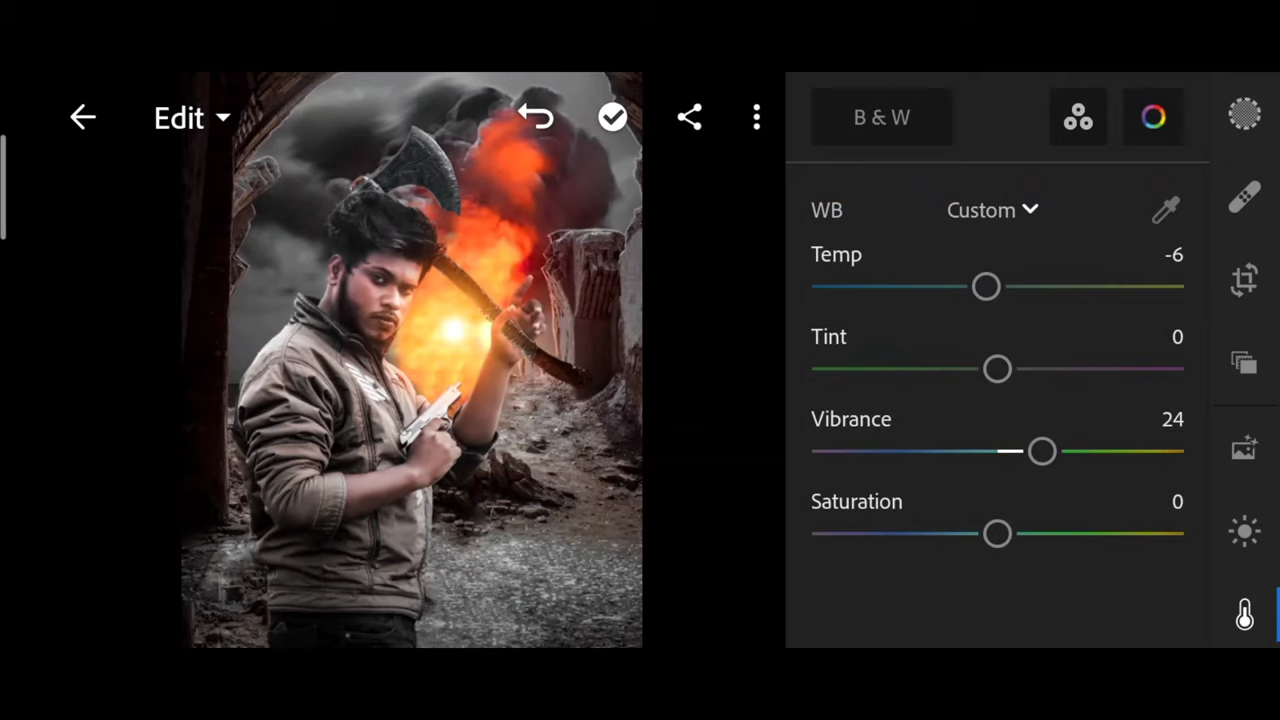 Edit
B & W
WB Custom
Temp -6
Tint 0
Vibrance 24
Saturation 0